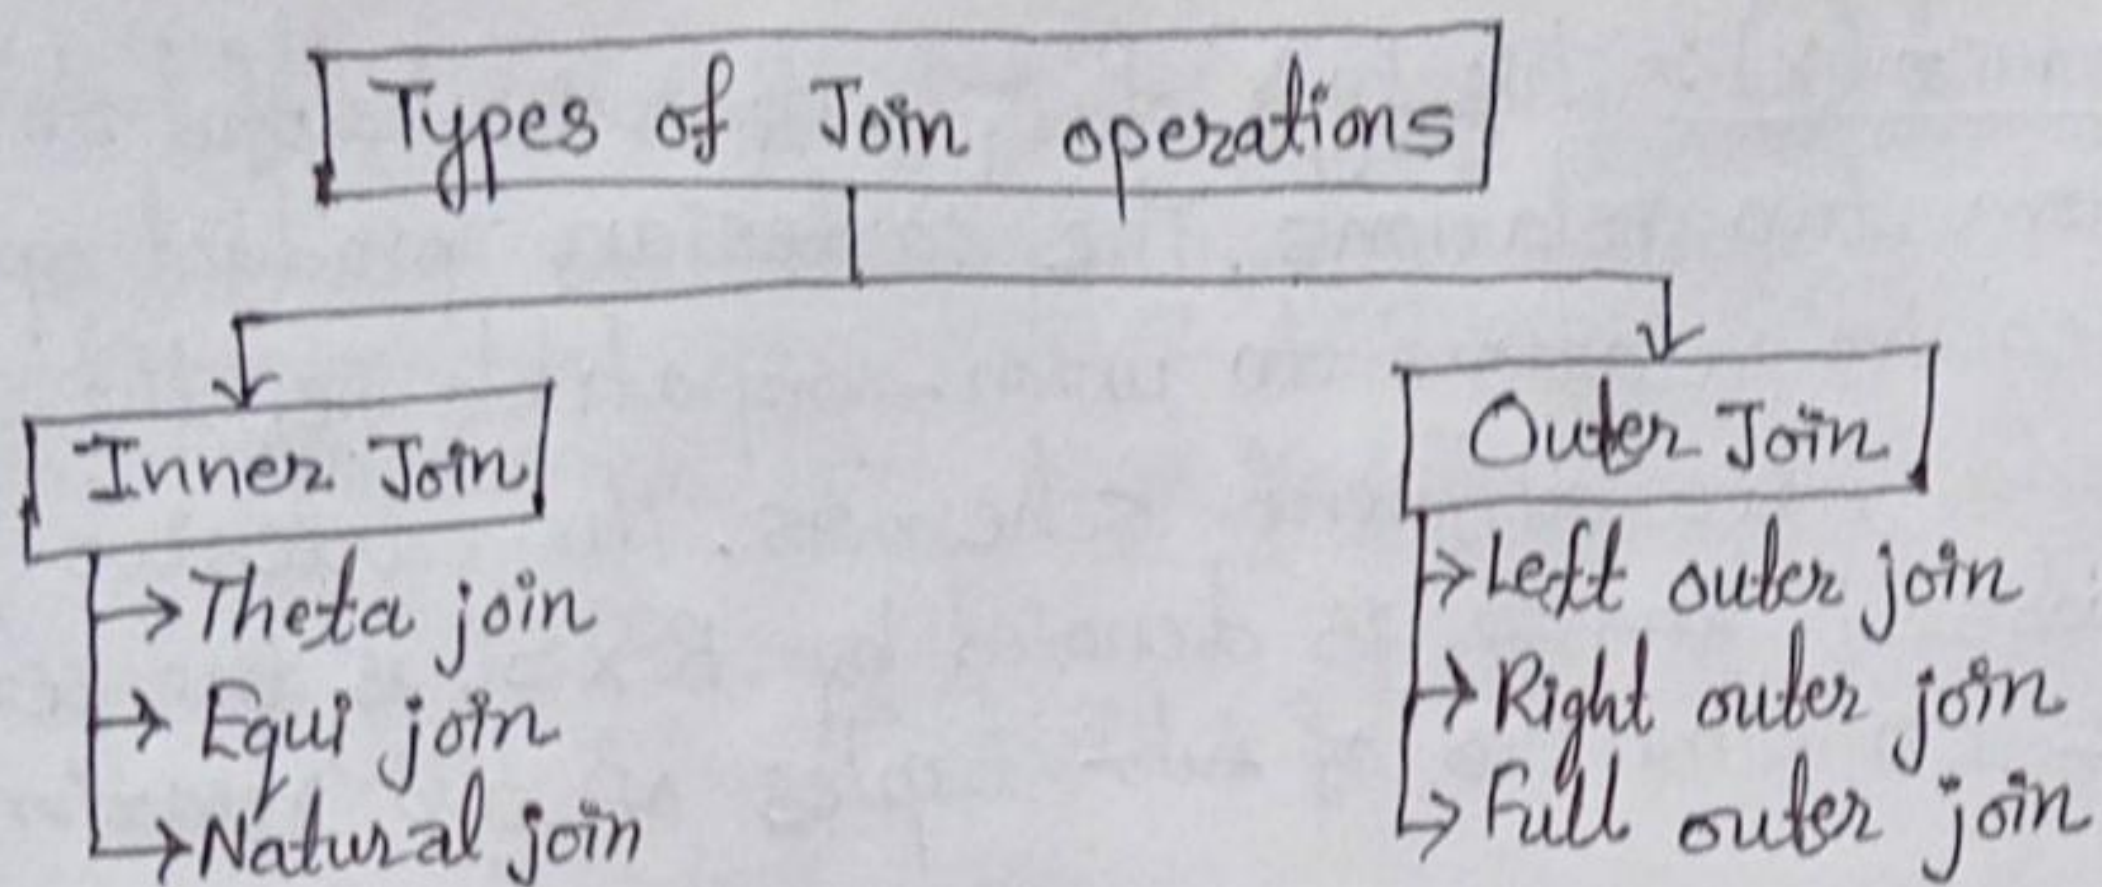 Types of Join operations
Inner Join
Theta join
Equi join
Natural join
Outer Join
Left outer join
Right outer join
Full outer join